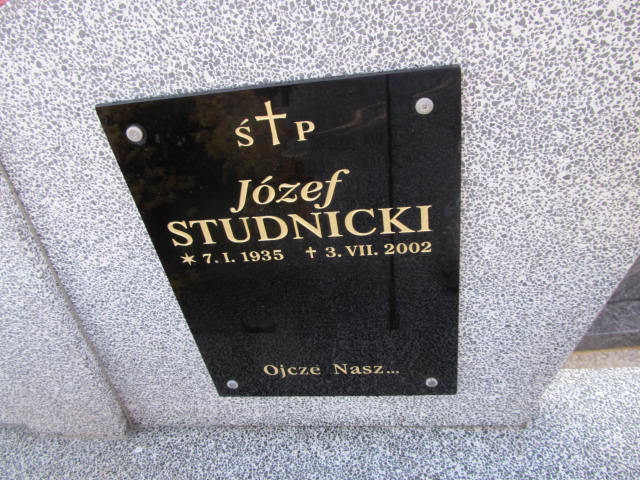 Ś✝P
Józef
STUDNICKI
✶ 7. I. 1935 ✝ 3. VII. 2002
Ojcze Nasz...